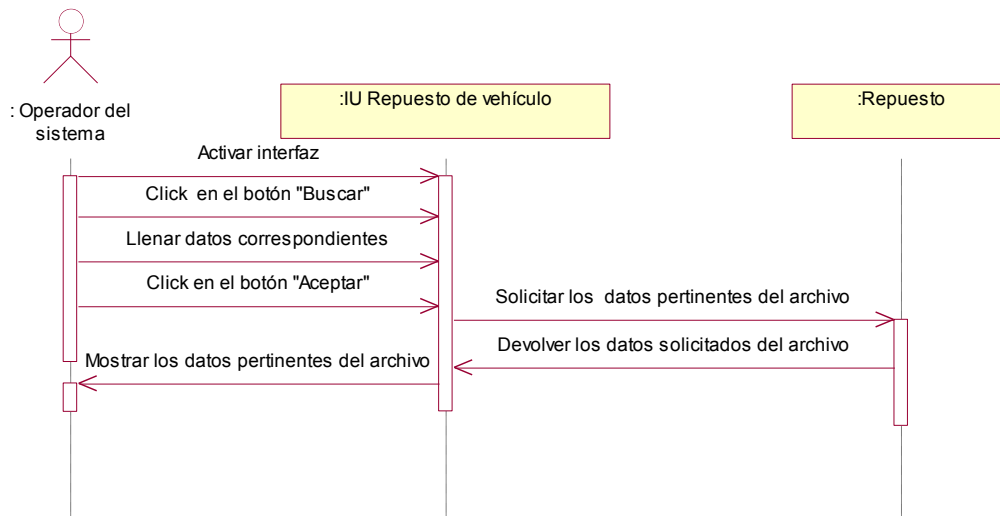 : Operador del
sistema
:IU Repuesto de vehículo
:Repuesto
Activar interfaz
Click en el botón "Buscar"
Llenar datos correspondientes
Click en el botón "Aceptar"
Solicitar los datos pertinentes del archivo
Devolver los datos solicitados del archivo
Mostrar los datos pertinentes del archivo